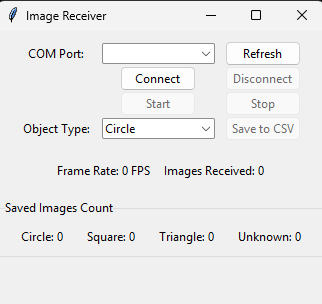 Image Receiver
COM Port: Refresh
Connect Disconnect
Start Stop
Object Type: Circle Save to CSV
Frame Rate: 0 FPS Images Received: 0
Saved Images Count
Circle: 0 Square: 0 Triangle: 0 Unknown: 0